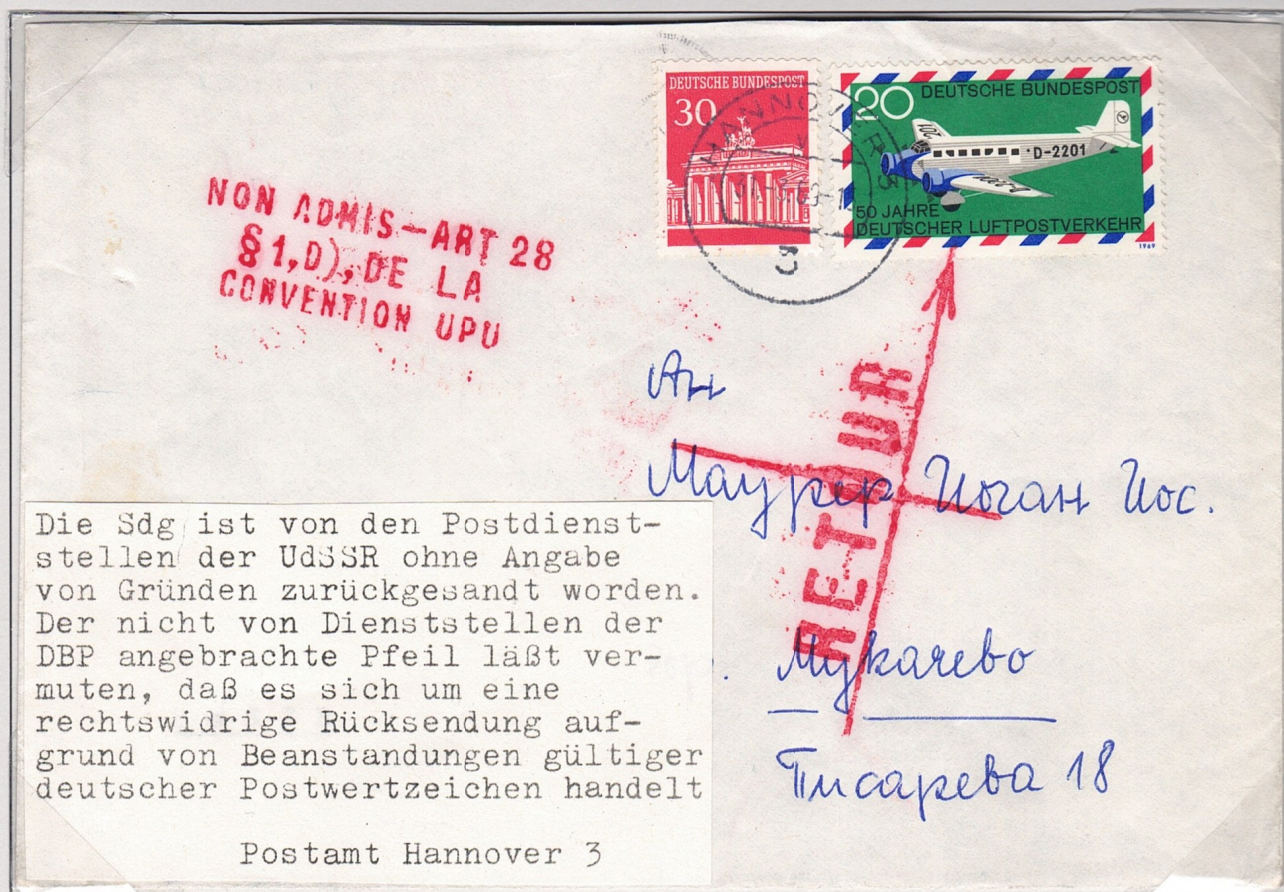 DEUTSCHE BUNDESPOST
30
20 DEUTSCHE BUNDESPOST
D-2201
50 JAHRE
DEUTSCHER LUFTPOSTVERKEHR
1969
HANNOVER
3
NON ADMIS-ART 28
§1,D), DE LA
CONVENTION UPU
RETOUR
Ан
Маурер Иоган Иос.
Мукачево
Писарева 18
Die Sdg ist von den Postdienst-
stellen der UdSSR ohne Angabe
von Gründen zurückgesandt worden.
Der nicht von Dienststellen der
DBP angebrachte Pfeil läßt ver-
muten, daß es sich um eine
rechtswidrige Rücksendung auf-
grund von Beanstandungen gültiger
deutscher Postwertzeichen handelt
Postamt Hannover 3